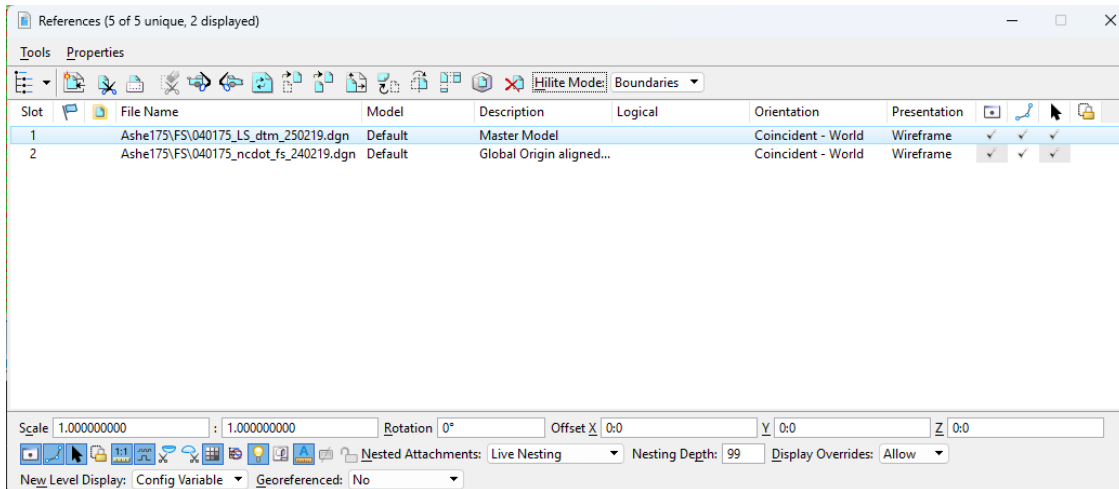 References (5 of 5 unique, 2 displayed)
Tools Properties
Hilite Mode: Boundaries
Slot File Name Model Description Logical Orientation Presentation
1 Ashe175\FS\040175_LS_dtm_250219.dgn Default Master Model Coincident - World Wireframe
2 Ashe175\FS\040175_ncdot_fs_240219.dgn Default Global Origin aligned... Coincident - World Wireframe
Scale 1.000000000 : 1.000000000 Rotation 0° Offset X 0:0 Y 0:0 Z 0:0
1:1 A Nested Attachments: Live Nesting Nesting Depth: 99 Display Overrides: Allow
New Level Display: Config Variable Georeferenced: No